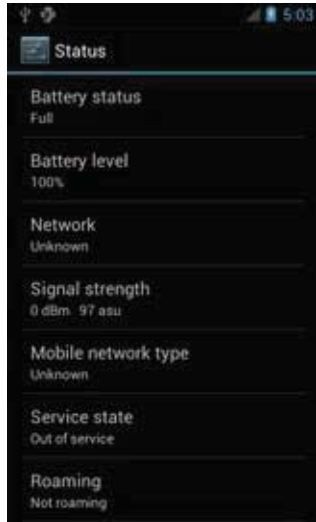 5:03
Status
Battery status
Full
Battery level
100%
Network
Unknown
Signal strength
0 dBm 97 asu
Mobile network type
Unknown
Service state
Out of service
Roaming
Not roaming